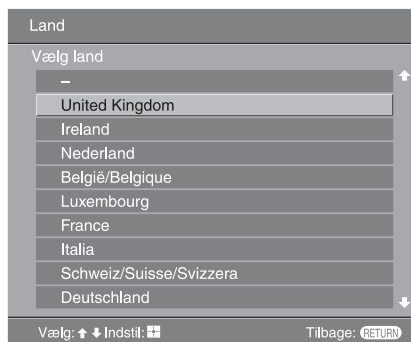 Land
Vælg land
–
United Kingdom
Ireland
Nederland
België/Belgique
Luxembourg
France
Italia
Schweiz/Suisse/Svizzera
Deutschland
Vælg: Indstil: Tilbage: RETURN